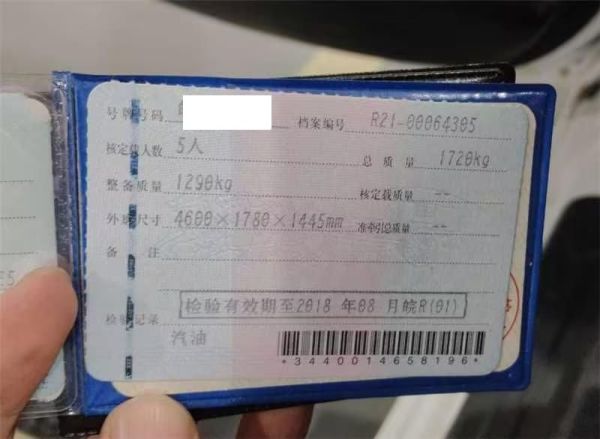 号牌号码 档案编号 R21-00064305
核定载人数 5人 总质量 1720kg
整备质量 1290kg 核定载质量 --
外廓尺寸 4600×1780×1445mm 准牵引总质量 --
备注
检验有效期至2018 年08 月皖R(01)
检验记录
汽油
*3440014658196*